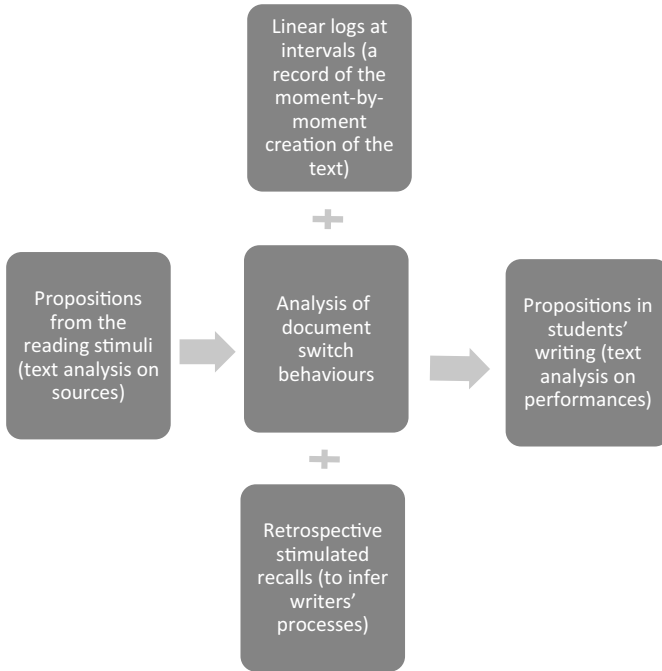 Linear logs at
intervals (a
record of the
moment-by-
moment
creation of the
text)
+
Propositions
from the
reading stimuli
(text analysis on
sources)
Analysis of
document
switch
behaviours
Propositions in
students’
writing (text
analysis on
performances)
+
Retrospective
stimulated
recalls (to infer
writers’
processes)